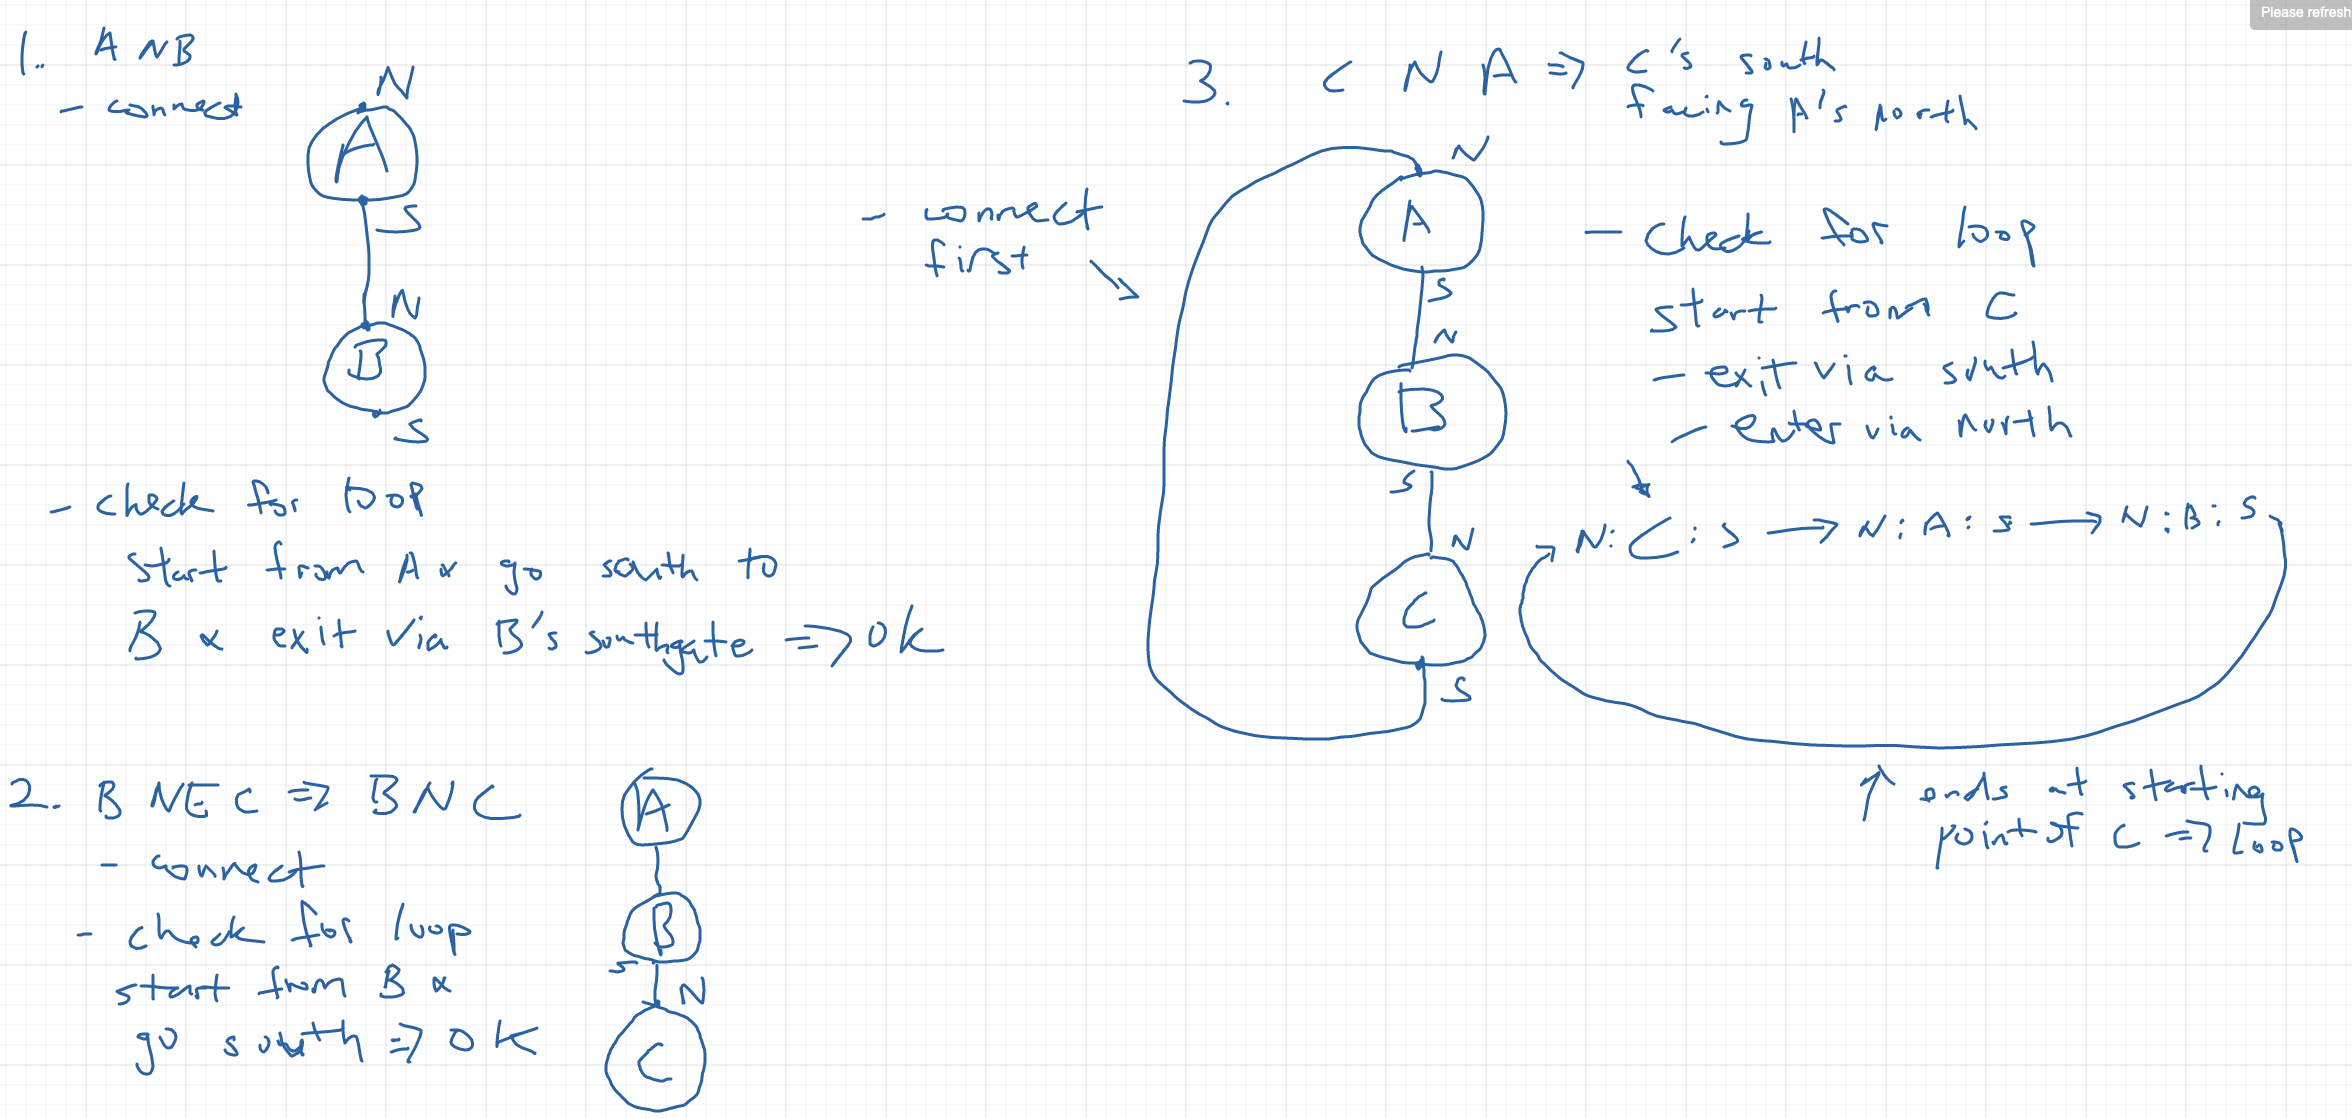 Please refresh
1. A N B
- connect
N
A
S
N
B
S
- check for loop
start from A & go south to
B & exit via B's southgate => ok
2. B NE C => B N C
- connect
- check for loop
start from B &
go south => OK
A
B
S
N
C
3. C N A => C's south
facing A's north
- connect
first
N
A
S
N
B
S
N
C
S
- check for loop
start from C
- exit via south
- enter via north
N : C : S → N : A : S → N : B : S
ends at starting
point of C => Loop